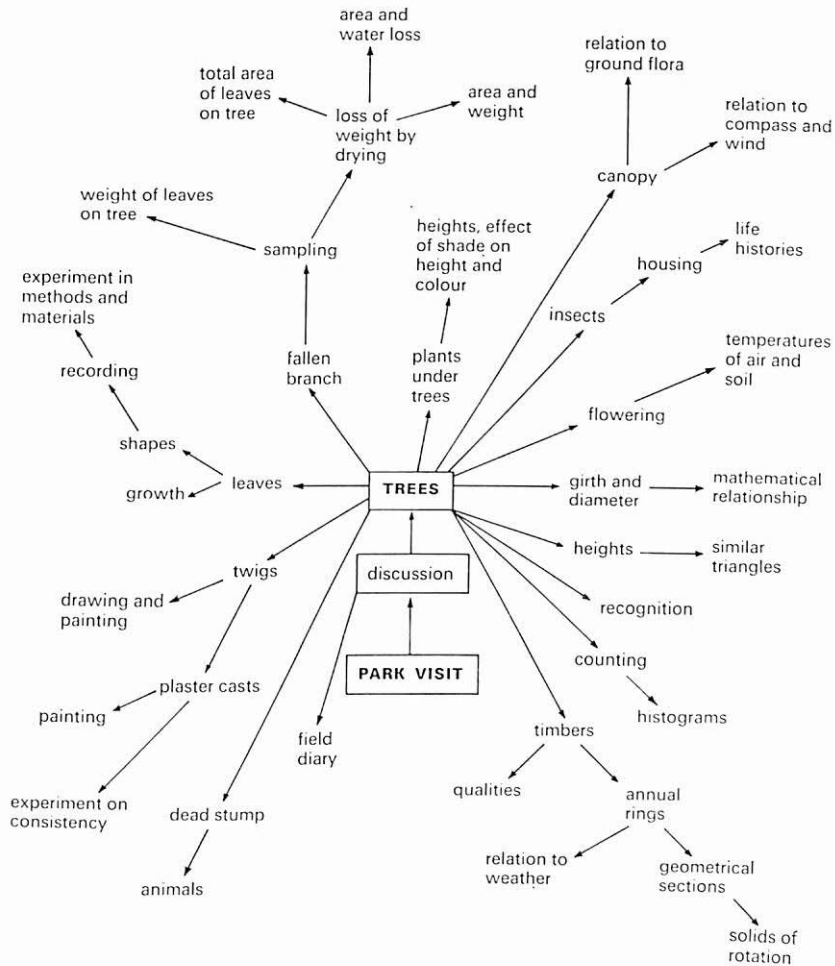 area and
water loss
total area
of leaves
on tree
loss of
weight by
drying
area and
weight
relation to
ground flora
relation to
compass and
wind
canopy
weight of leaves
on tree
sampling
heights, effect
of shade on
height and
colour
life
histories
housing
insects
experiment in
methods and
materials
recording
fallen
branch
plants
under
trees
temperatures
of air and
soil
flowering
shapes
growth
leaves
TREES
girth and
diameter
mathematical
relationship
twigs
discussion
heights
similar
triangles
drawing and
painting
recognition
PARK VISIT
counting
plaster casts
painting
histograms
field
diary
timbers
experiment on
consistency
dead stump
qualities
annual
rings
animals
relation to
weather
geometrical
sections
solids of
rotation